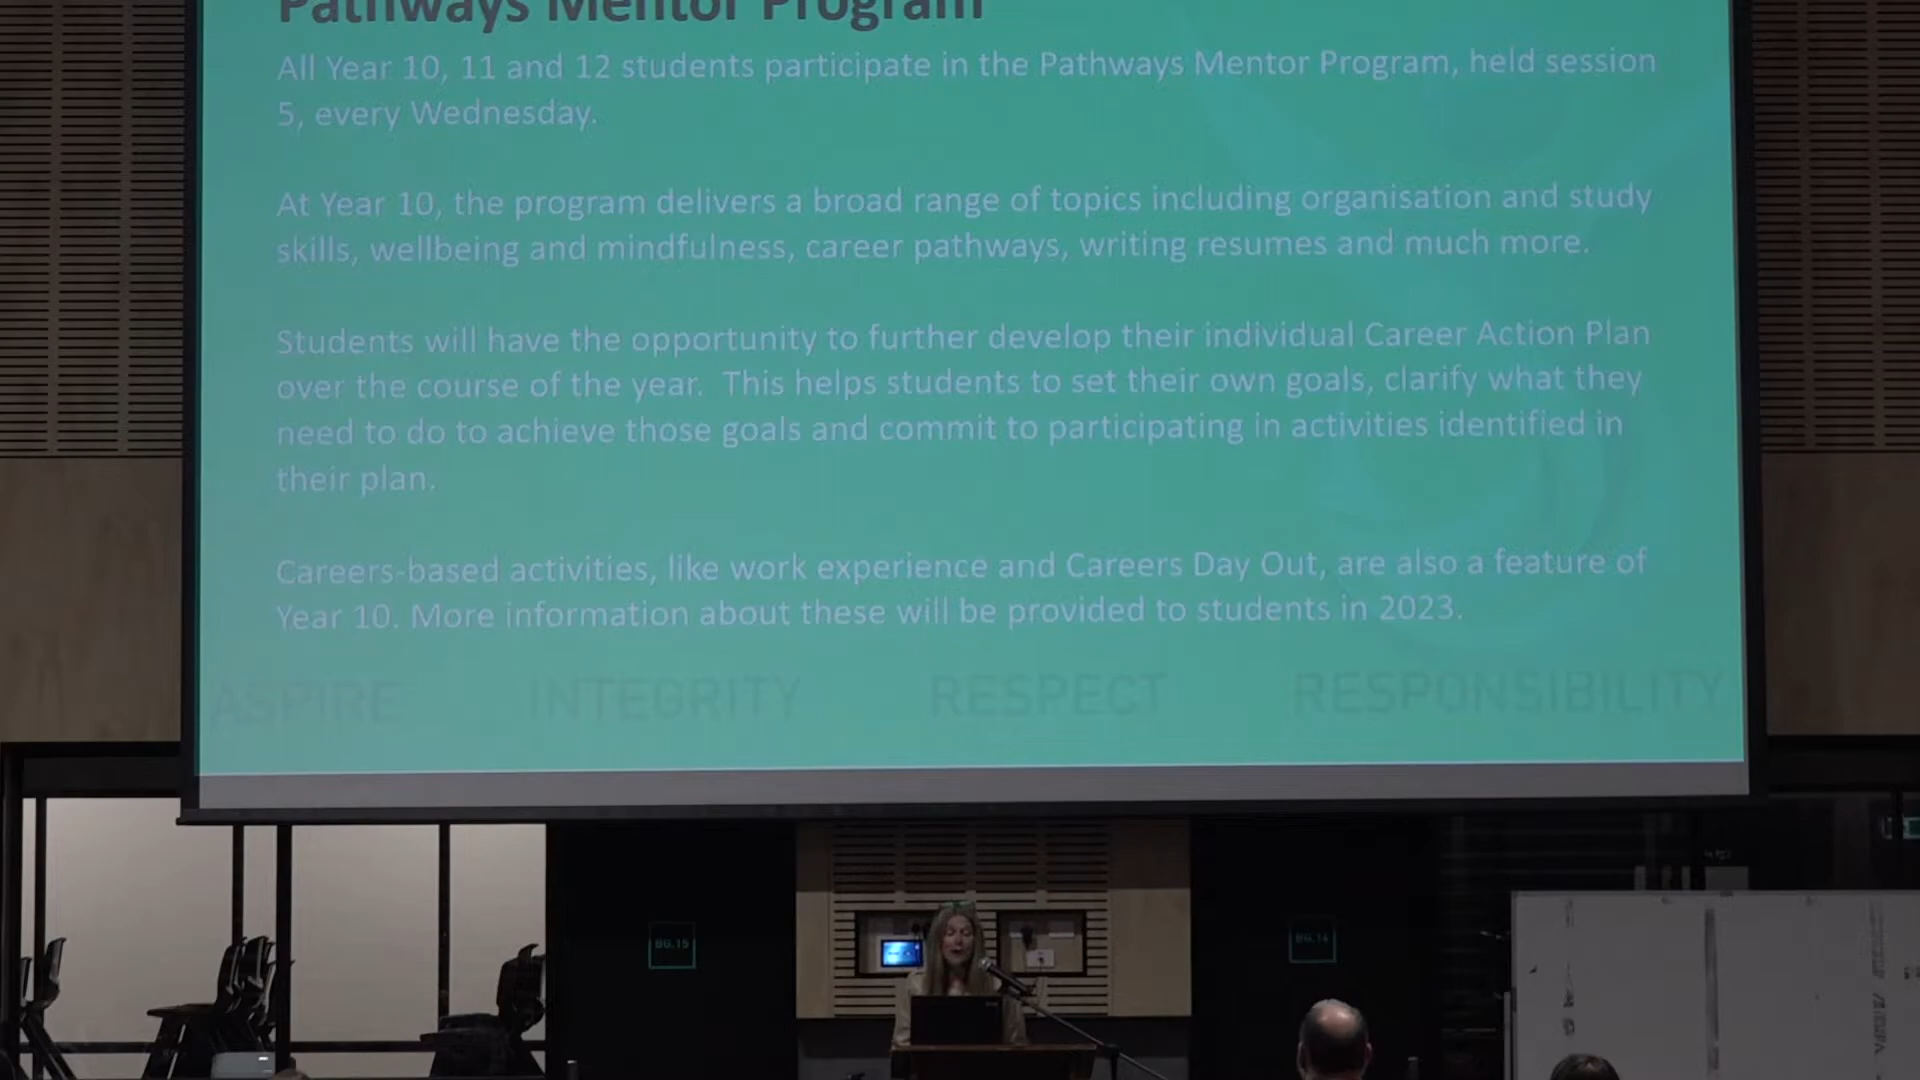 Pathways Mentor Program
All Year 10, 11 and 12 students participate in the Pathways Mentor Program, held session
5, every Wednesday.
At Year 10, the program delivers a broad range of topics including organisation and study
skills, wellbeing and mindfulness, career pathways, writing resumes and much more.
Students will have the opportunity to further develop their individual Career Action Plan
over the course of the year. This helps students to set their own goals, clarify what they
need to do to achieve those goals and commit to participating in activities identified in
their plan.
Careers-based activities, like work experience and Careers Day Out, are also a feature of
Year 10. More information about these will be provided to students in 2023.
ASPIRE INTEGRITY RESPECT RESPONSIBILITY
BG.15 BG.14